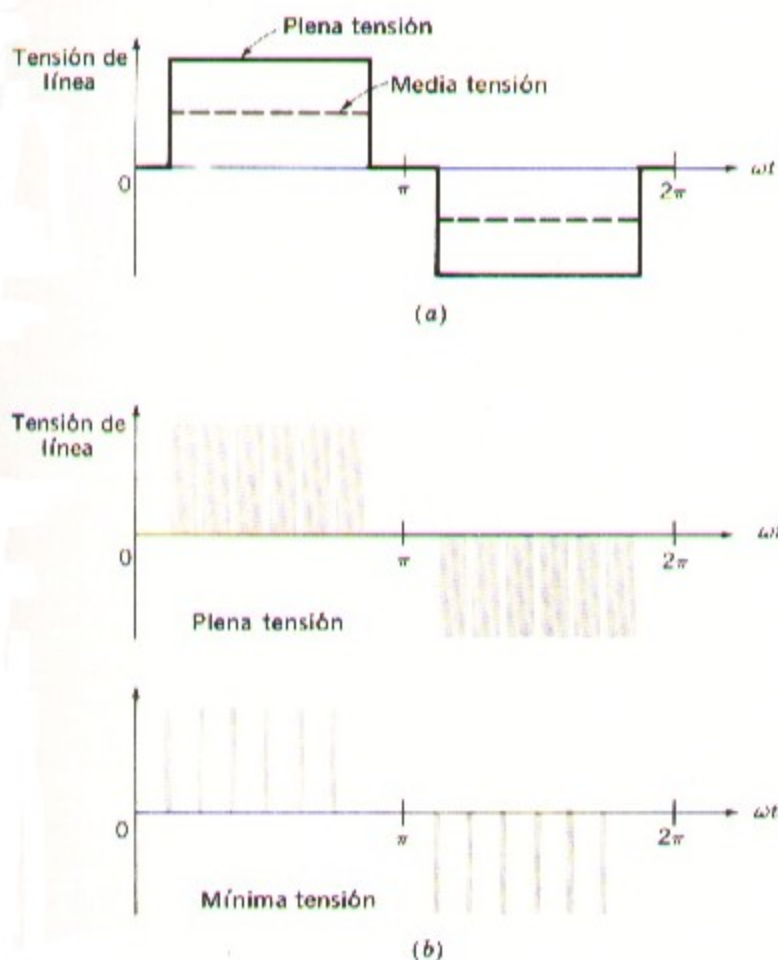 Plena tensión
Tensión de
línea
Media tensión
0
π
2π
ωt
(a)
Tensión de
línea
0
π
2π
ωt
Plena tensión
0
π
2π
ωt
Mínima tensión
(b)